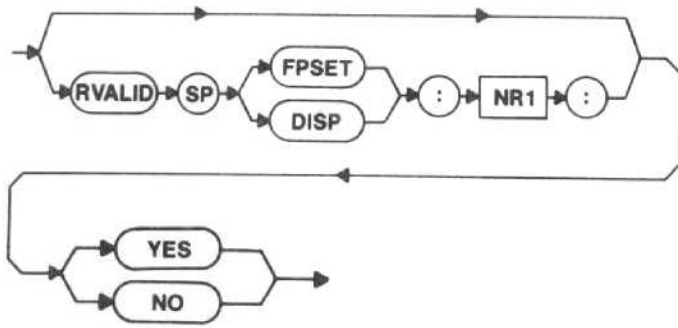 RVALID SP FPSET : NR1 :
DISP
YES
NO